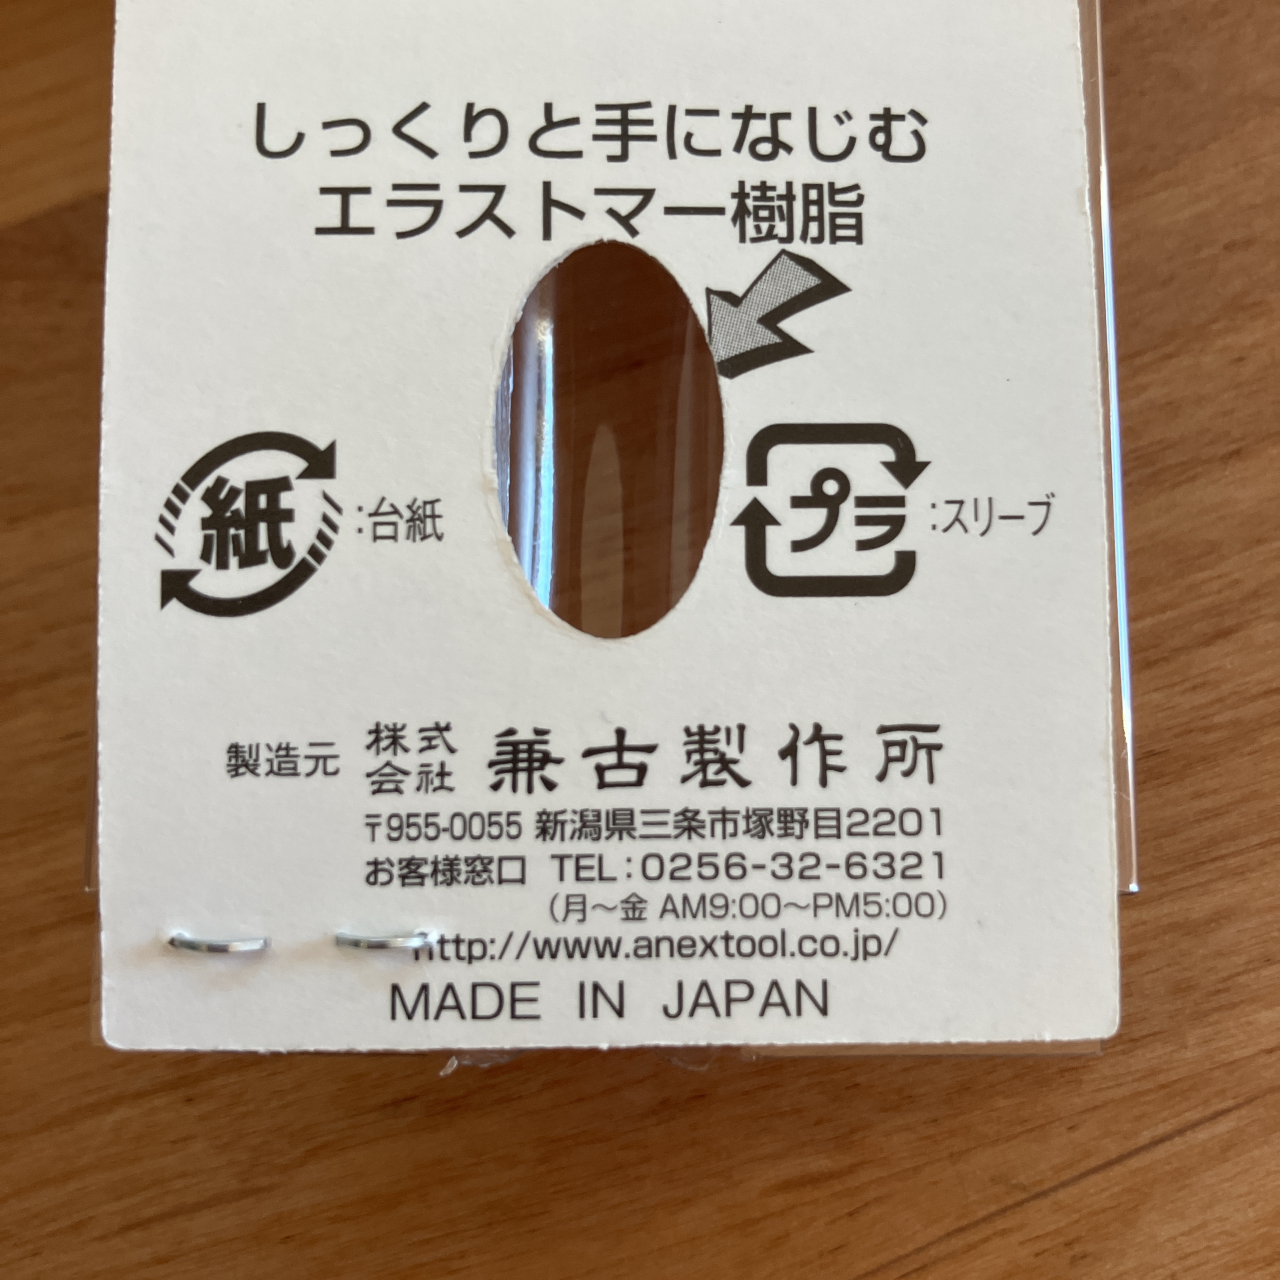 しっくりと手になじむ
エラストマー樹脂
紙:台紙
プラ:スリーブ
製造元 株式会社 兼古製作所
〒955-0055 新潟県三条市塚野目2201
お客様窓口 TEL:0256-32-6321
(月〜金 AM9:00〜PM5:00)
http://www.anextool.co.jp/
MADE IN JAPAN